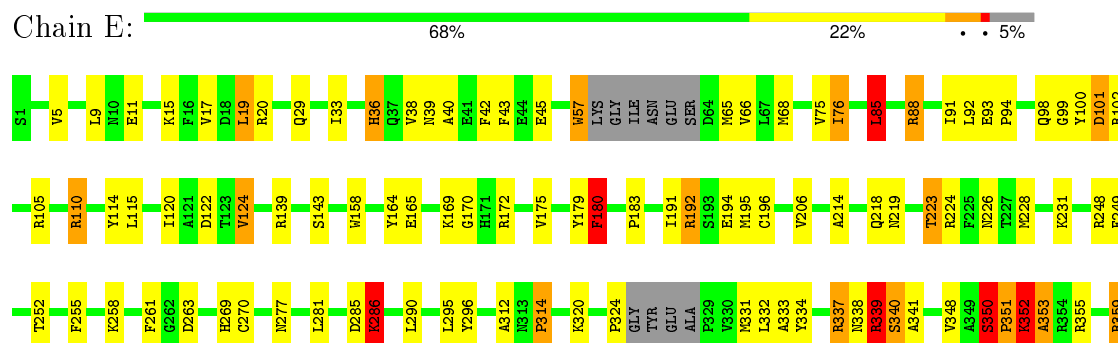 Chain E:
68% 22% • • 5%
S1 V5 L9 N10 E11 K15 F16 V17 D18 L19 R20 Q29 I33 H36 Q37 V38 N39 A40 E41 F42 F43 E44 E45 W57 LYS GLY ILE ASN GLU SER D64 M65 V66 L67 M68 V75 I76 L85 R88 I91 L92 E93 P94 Q98 G99 Y100 D101
R105 R110 Y114 L115 I120 A121 D122 T123 V124 R139 S143 W158 Y164 E165 K169 G170 H171 R172 V175 Y179 F180 P183 I191 R192 S193 E194 M195 C196 V206 A214 Q218 N219 T223 R224 F225 N226 T227 M228 K231 R248
T252 F255 K258 F261 G262 D263 H269 C270 N277 L281 D285 K286 L290 L295 Y296 A312 N313 P314 K320 P324 GLY TYR GLU ALA P329 V330 M331 L332 A333 Y334 R337 N338 R339 S340 A341 V348 A349 S350 P351 K352 A353 R354 R355